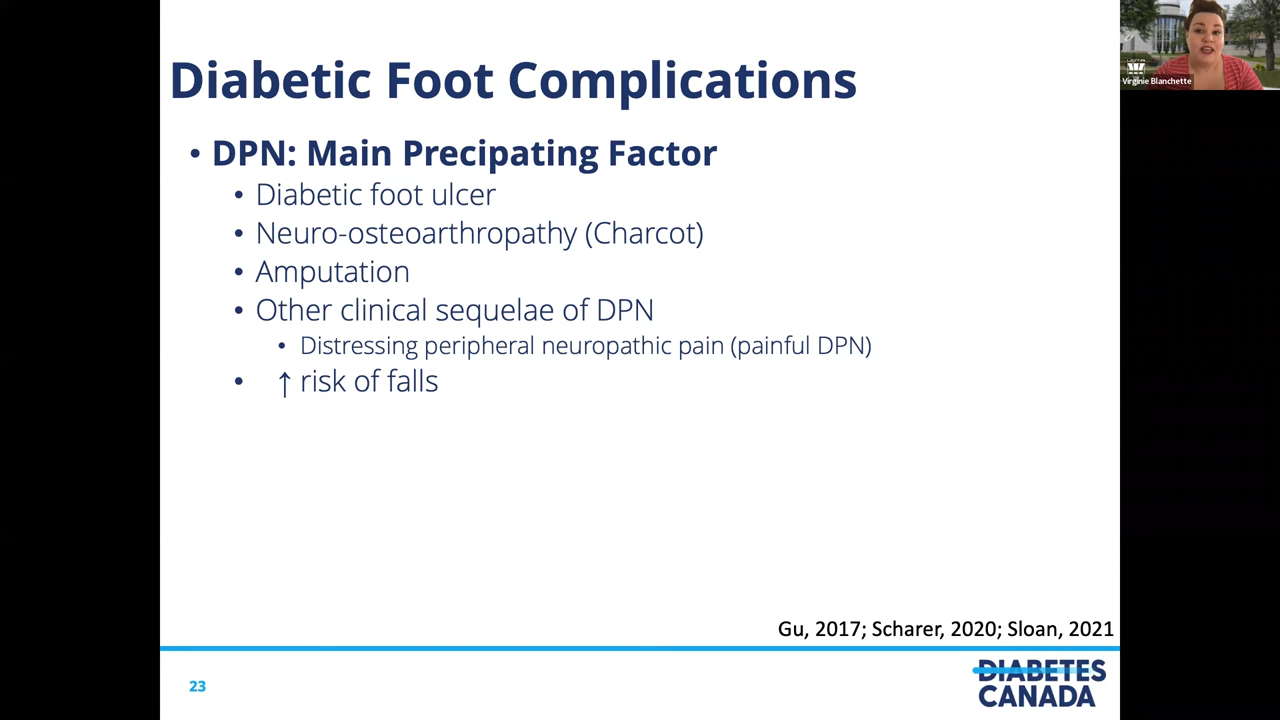 Diabetic Foot Complications
• DPN: Main Precipating Factor
• Diabetic foot ulcer
• Neuro-osteoarthropathy (Charcot)
• Amputation
• Other clinical sequelae of DPN
• Distressing peripheral neuropathic pain (painful DPN)
• ↑ risk of falls
Gu, 2017; Scharer, 2020; Sloan, 2021
23
DIABETES
CANADA
UQTR
Virginie Blanchette